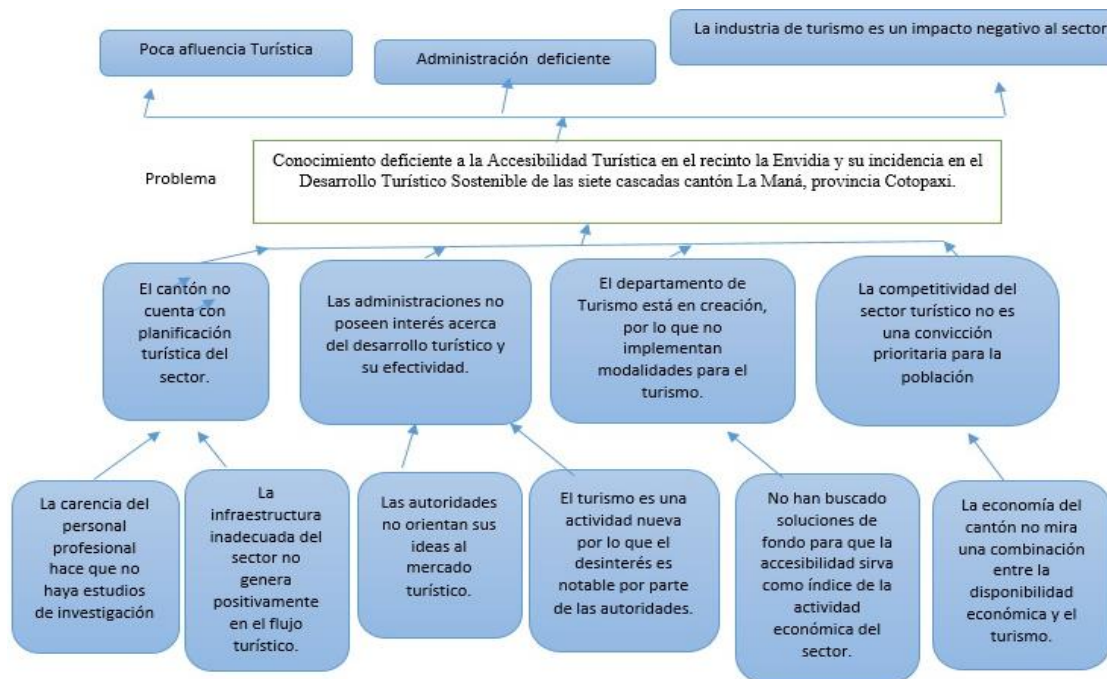 Poca afluencia Turística
Administración deficiente
La industria de turismo es un impacto negativo al sector
Problema
Conocimiento deficiente a la Accesibilidad Turística en el recinto la Envidia y su incidencia en el
Desarrollo Turístico Sostenible de las siete cascadas cantón La Maná, provincia Cotopaxi.
El cantón no
cuenta con
planificación
turística del
sector.
Las administraciones no
poseen interés acerca
del desarrollo turístico y
su efectividad.
El departamento de
Turismo está en creación,
por lo que no
implementan
modalidades para el
turismo.
La competitividad del
sector turístico no es
una convicción
prioritaria para la
población
La carencia del
personal
profesional
hace que no
haya estudios
de investigación
La
infraestructura
inadecuada del
sector no
genera
positivamente
en el flujo
turístico.
Las autoridades
no orientan sus
ideas al
mercado
turístico.
El turismo es una
actividad nueva
por lo que el
desinterés es
notable por parte
de las autoridades.
No han buscado
soluciones de
fondo para que la
accesibilidad sirva
como índice de la
actividad
económica del
sector.
La economía del
cantón no mira
una combinación
entre la
disponibilidad
económica y el
turismo.